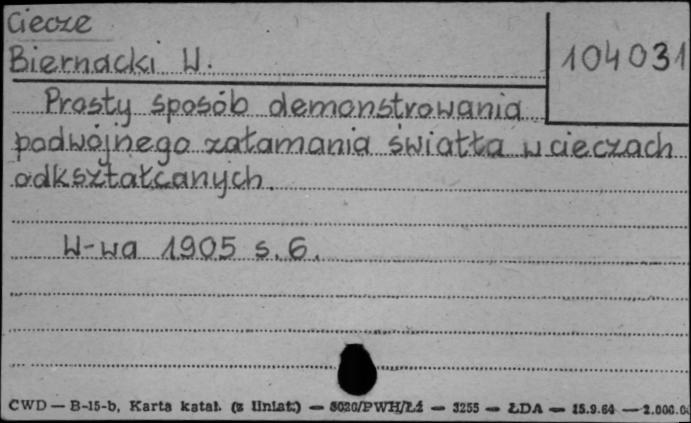 Ciecze
Biernacki W.
104031
Prosty sposób demonstrowania
podwójnego załamania światła w cieczach
odkształcanych.
W-wa 1905 s. 6.
CWD — B-15-b, Karta katal. (z liniat.) — 8020/PWH/Łź — 3255 — ŁDA — 15.9.64 — 2.000.0